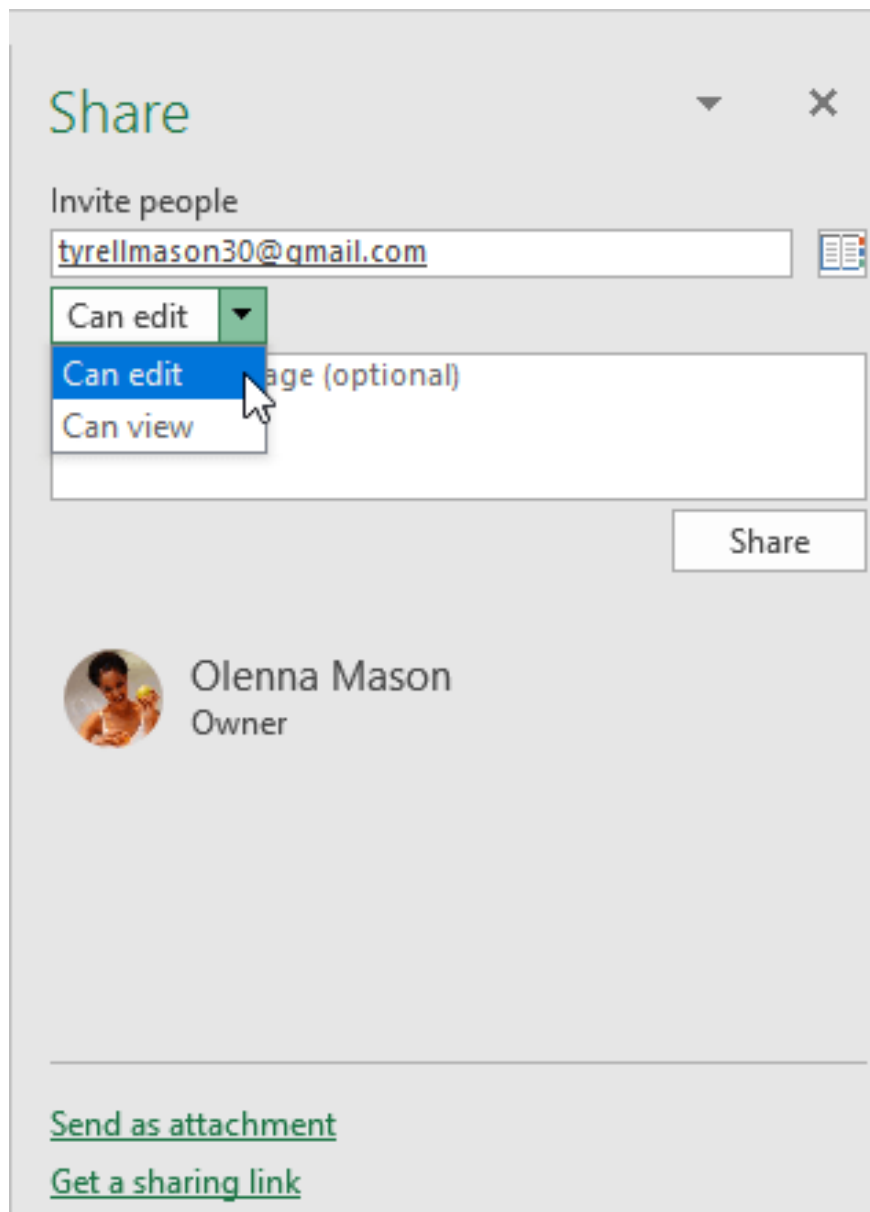 Share
Invite people
tyrellmason30@gmail.com
Can edit
Can edit
(optional)
Can view
Share
Olenna Mason
Owner
Send as attachment
Get a sharing link